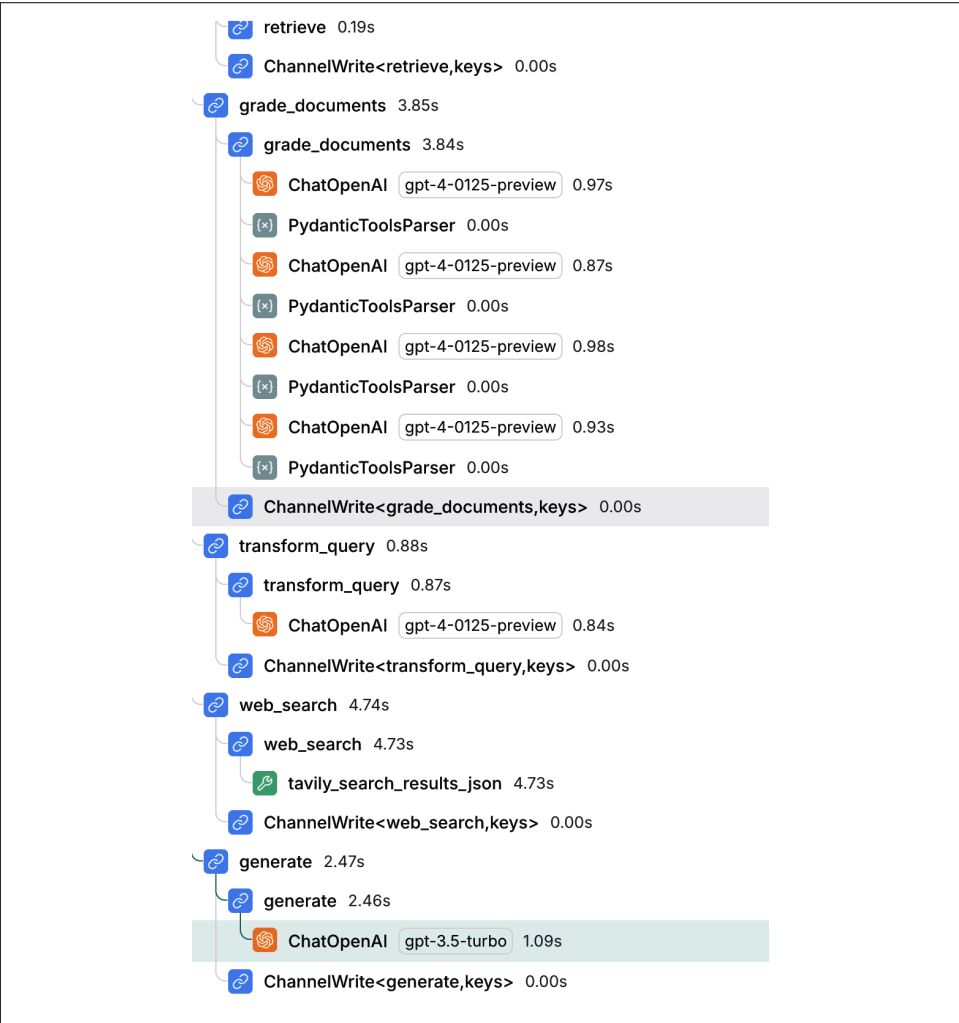 retrieve 0.19s
ChannelWrite<retrieve,keys> 0.00s
grade_documents 3.85s
grade_documents 3.84s
ChatOpenAI gpt-4-0125-preview 0.97s
{x} PydanticToolsParser 0.00s
ChatOpenAI gpt-4-0125-preview 0.87s
{x} PydanticToolsParser 0.00s
ChatOpenAI gpt-4-0125-preview 0.98s
{x} PydanticToolsParser 0.00s
ChatOpenAI gpt-4-0125-preview 0.93s
{x} PydanticToolsParser 0.00s
ChannelWrite<grade_documents,keys> 0.00s
transform_query 0.88s
transform_query 0.87s
ChatOpenAI gpt-4-0125-preview 0.84s
ChannelWrite<transform_query,keys> 0.00s
web_search 4.74s
web_search 4.73s
tavily_search_results_json 4.73s
ChannelWrite<web_search,keys> 0.00s
generate 2.47s
generate 2.46s
ChatOpenAI gpt-3.5-turbo 1.09s
ChannelWrite<generate,keys> 0.00s